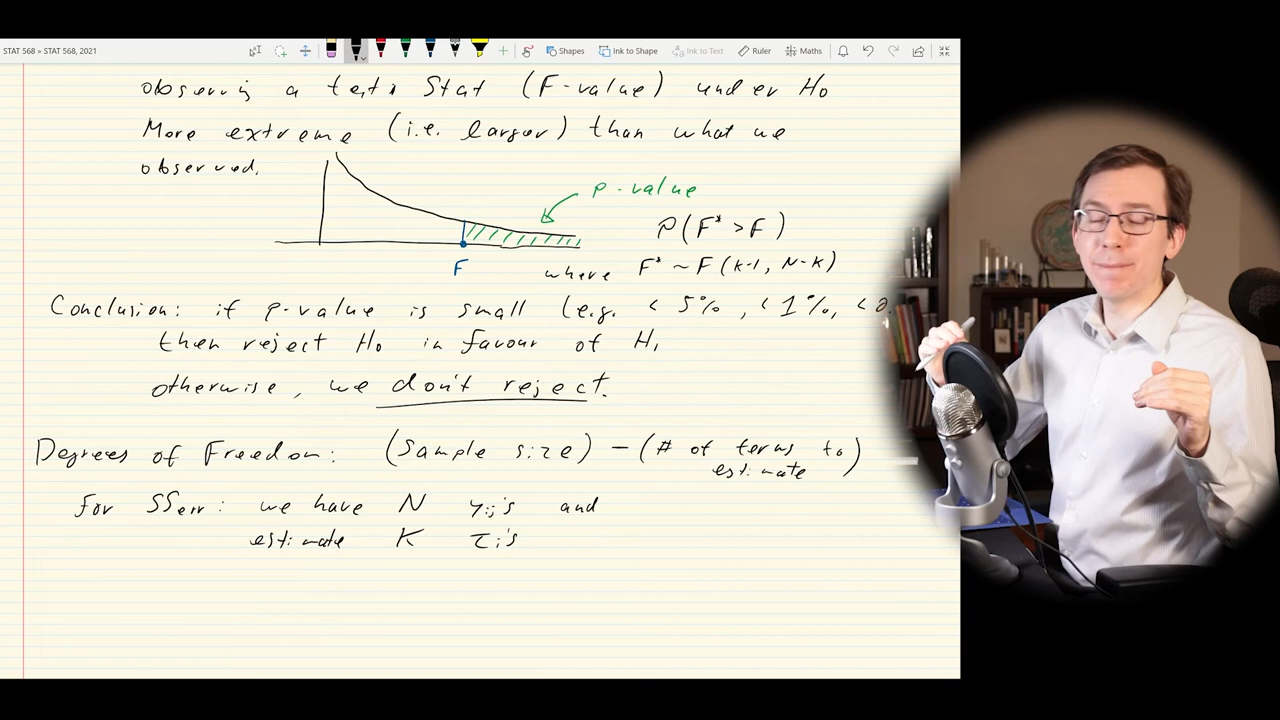 STAT 568 » STAT 568, 2021
Shapes
Ink to Shape
Ink to Text
Ruler
Maths
observing a test Stat (F-value) under H₀
More extreme (i.e. larger) than what we
observed.
p-value
P(F* > F)
F
where F* ~ F(K-1, N-K)
Conclusion: if p-value is small (e.g. < 5%, < 1%, < 0.
then reject H₀ in favour of H₁
otherwise, we don't reject.
Degrees of Freedom: (Sample size) - (# of terms to
estimate)
for SSerr: we have N yij's and
estimate K τi's